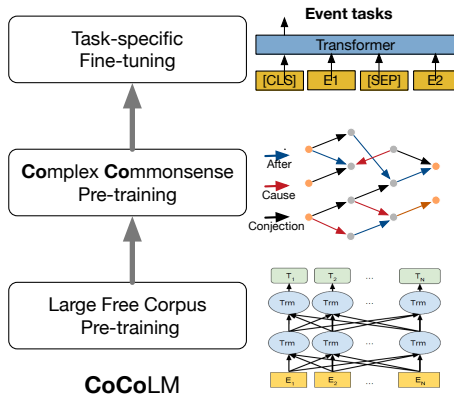 Task-specific
Fine-tuning
Event tasks
Transformer
[CLS] E1 [SEP] E2
Complex Commonsense
Pre-training
After
Cause
Conjection
Large Free Corpus
Pre-training
T1 T2 ... TN
Trm Trm ... Trm
Trm Trm ... Trm
E1 E2 ... EN
CoCoLM